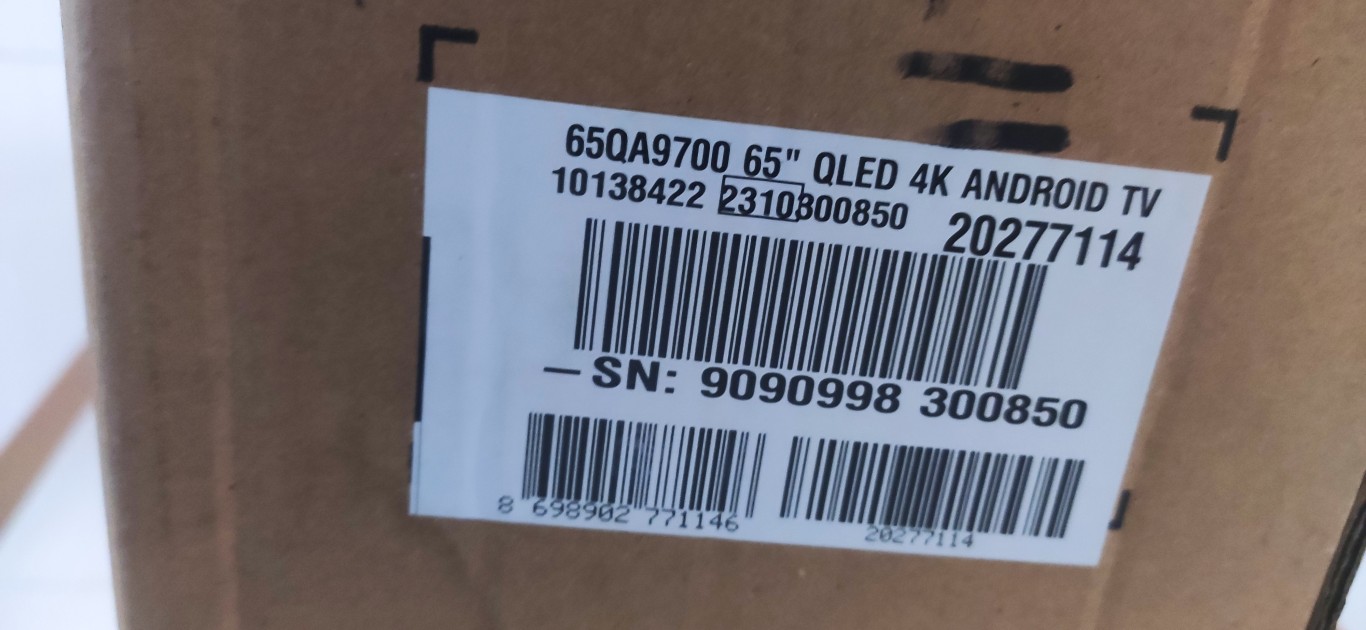 65QA9700 65" QLED 4K ANDROID TV
10138422 2310300850 20277114
—SN: 9090998 300850
8 698902 771146 20277114